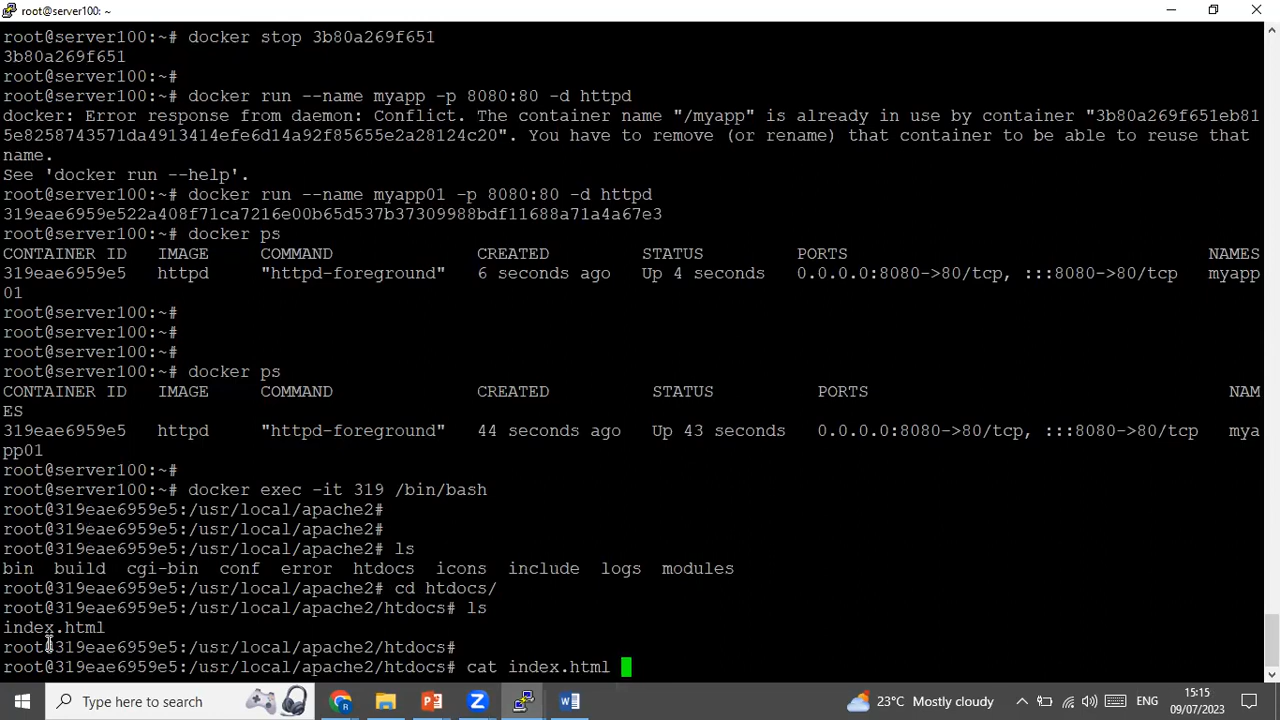 root@server100: ~
root@server100:~# docker stop 3b80a269f651
3b80a269f651
root@server100:~#
root@server100:~# docker run --name myapp -p 8080:80 -d httpd
docker: Error response from daemon: Conflict. The container name "/myapp" is already in use by container "3b80a269f651eb81
5e8258743571da4913414efe6d14a92f85655e2a28124c20". You have to remove (or rename) that container to be able to reuse that
name.
See 'docker run --help'.
root@server100:~# docker run --name myapp01 -p 8080:80 -d httpd
319eae6959e522a408f71ca7216e00b65d537b37309988bdf11688a71a4a67e3
root@server100:~# docker ps
CONTAINER ID   IMAGE     COMMAND              CREATED         STATUS         PORTS                                   NAMES
319eae6959e5   httpd     "httpd-foreground"   6 seconds ago   Up 4 seconds   0.0.0.0:8080->80/tcp, :::8080->80/tcp   myapp
01
root@server100:~#
root@server100:~#
root@server100:~#
root@server100:~# docker ps
CONTAINER ID   IMAGE     COMMAND              CREATED          STATUS          PORTS                                   NAM
ES
319eae6959e5   httpd     "httpd-foreground"   44 seconds ago   Up 43 seconds   0.0.0.0:8080->80/tcp, :::8080->80/tcp   mya
pp01
root@server100:~#
root@server100:~# docker exec -it 319 /bin/bash
root@319eae6959e5:/usr/local/apache2#
root@319eae6959e5:/usr/local/apache2#
root@319eae6959e5:/usr/local/apache2# ls
bin  build  cgi-bin  conf  error  htdocs  icons  include  logs  modules
root@319eae6959e5:/usr/local/apache2# cd htdocs/
root@319eae6959e5:/usr/local/apache2/htdocs# ls
index.html
root@319eae6959e5:/usr/local/apache2/htdocs#
root@319eae6959e5:/usr/local/apache2/htdocs# cat index.html
Type here to search
23°C Mostly cloudy
ENG
15:15
09/07/2023